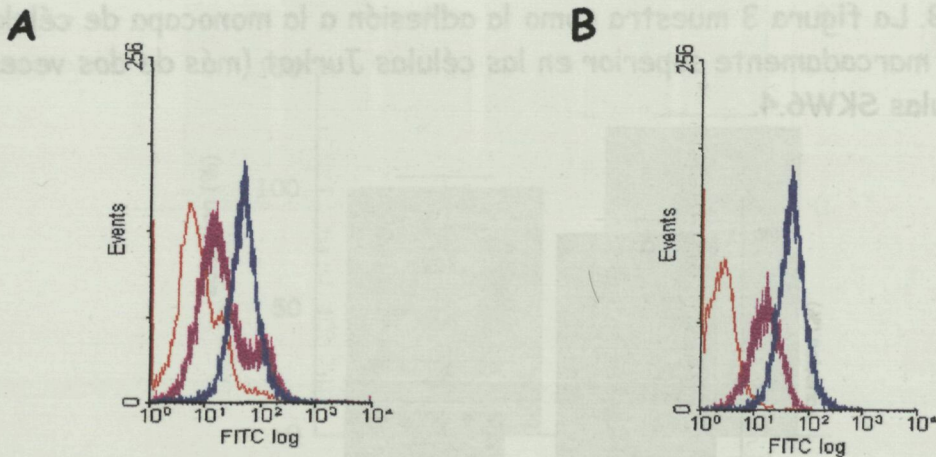 3. La figura 3 muestra como la adhesión a la monocapa de célul
marcadamente superior en las células Jurkat (más de dos vece
ulas SKW6.4.
A
256
Events
0
10⁰ 10¹ 10² 10³ 10⁴
FITC log
B
256
Events
0
10⁰ 10¹ 10² 10³ 10⁴
FITC log